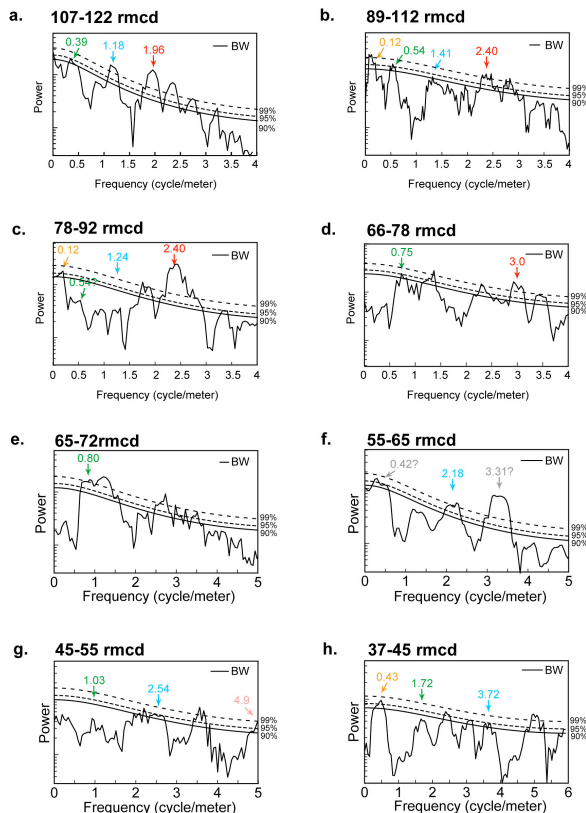 a. 107-122 rmcd
0.39 1.18 1.96 BW
Power
99%
95%
90%
0 0.5 1 1.5 2 2.5 3 3.5 4
Frequency (cycle/meter)
b. 89-112 rmcd
0.12 0.54 1.41 2.40 BW
Power
99%
95%
90%
0 0.5 1 1.5 2 2.5 3 3.5 4
Frequency (cycle/meter)
c. 78-92 rmcd
0.12 0.54? 1.24 2.40 BW
Power
99%
95%
90%
0 0.5 1 1.5 2 2.5 3 3.5 4
Frequency (cycle/meter)
d. 66-78 rmcd
0.75 3.0 BW
Power
99%
95%
90%
0 0.5 1 1.5 2 2.5 3 3.5 4
Frequency (cycle/meter)
e. 65-72rmcd
0.80 BW
Power
99%
95%
90%
0 1 2 3 4 5
Frequency (cycle/meter)
f. 55-65 rmcd
0.42? 2.18 3.31? BW
Power
99%
95%
90%
0 1 2 3 4 5
Frequency (cycle/meter)
g. 45-55 rmcd
1.03 2.54 4.9 BW
Power
99%
95%
90%
0 1 2 3 4 5
Frequency (cycle/meter)
h. 37-45 rmcd
0.43 1.72 3.72 BW
Power
99%
95%
90%
0 1 2 3 4 5 6
Frequency (cycle/meter)